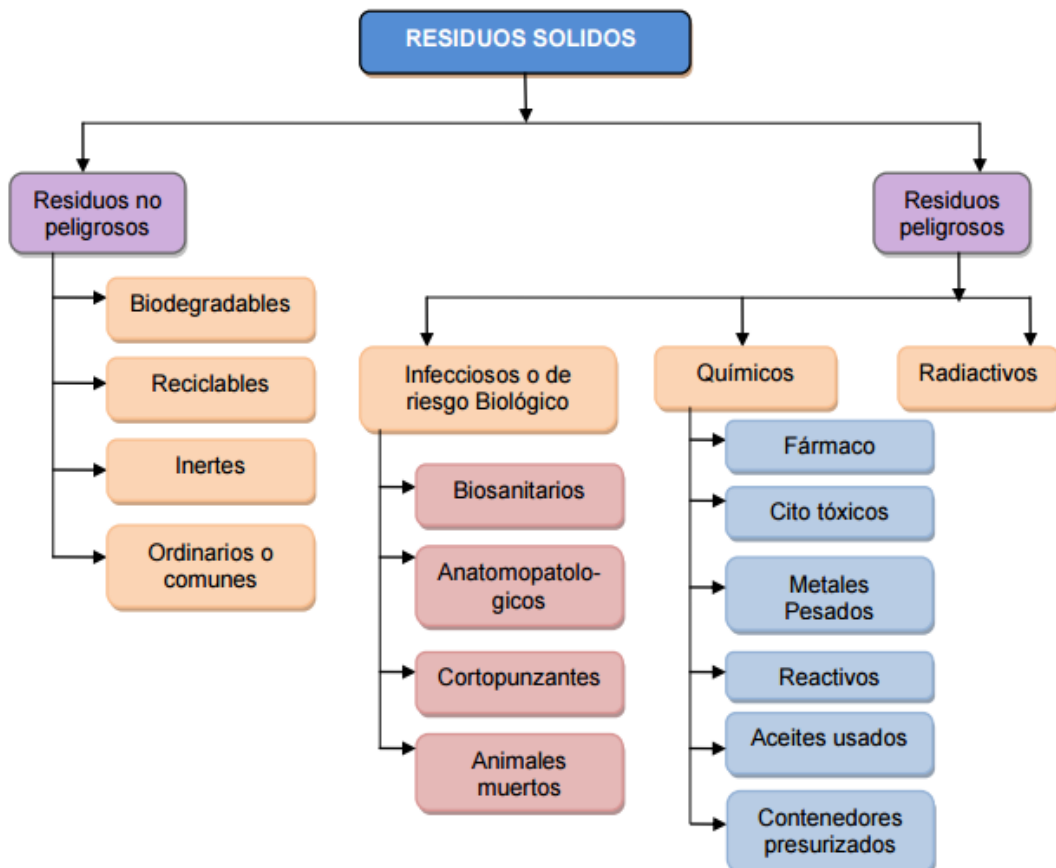 RESIDUOS SOLIDOS
Residuos no
peligrosos
Biodegradables
Reciclables
Inertes
Ordinarios o
comunes
Residuos
peligrosos
Infecciosos o de
riesgo Biológico
Biosanitarios
Anatomopatolo-
gicos
Cortopunzantes
Animales
muertos
Químicos
Fármaco
Cito tóxicos
Metales
Pesados
Reactivos
Aceites usados
Contenedores
presurizados
Radiactivos